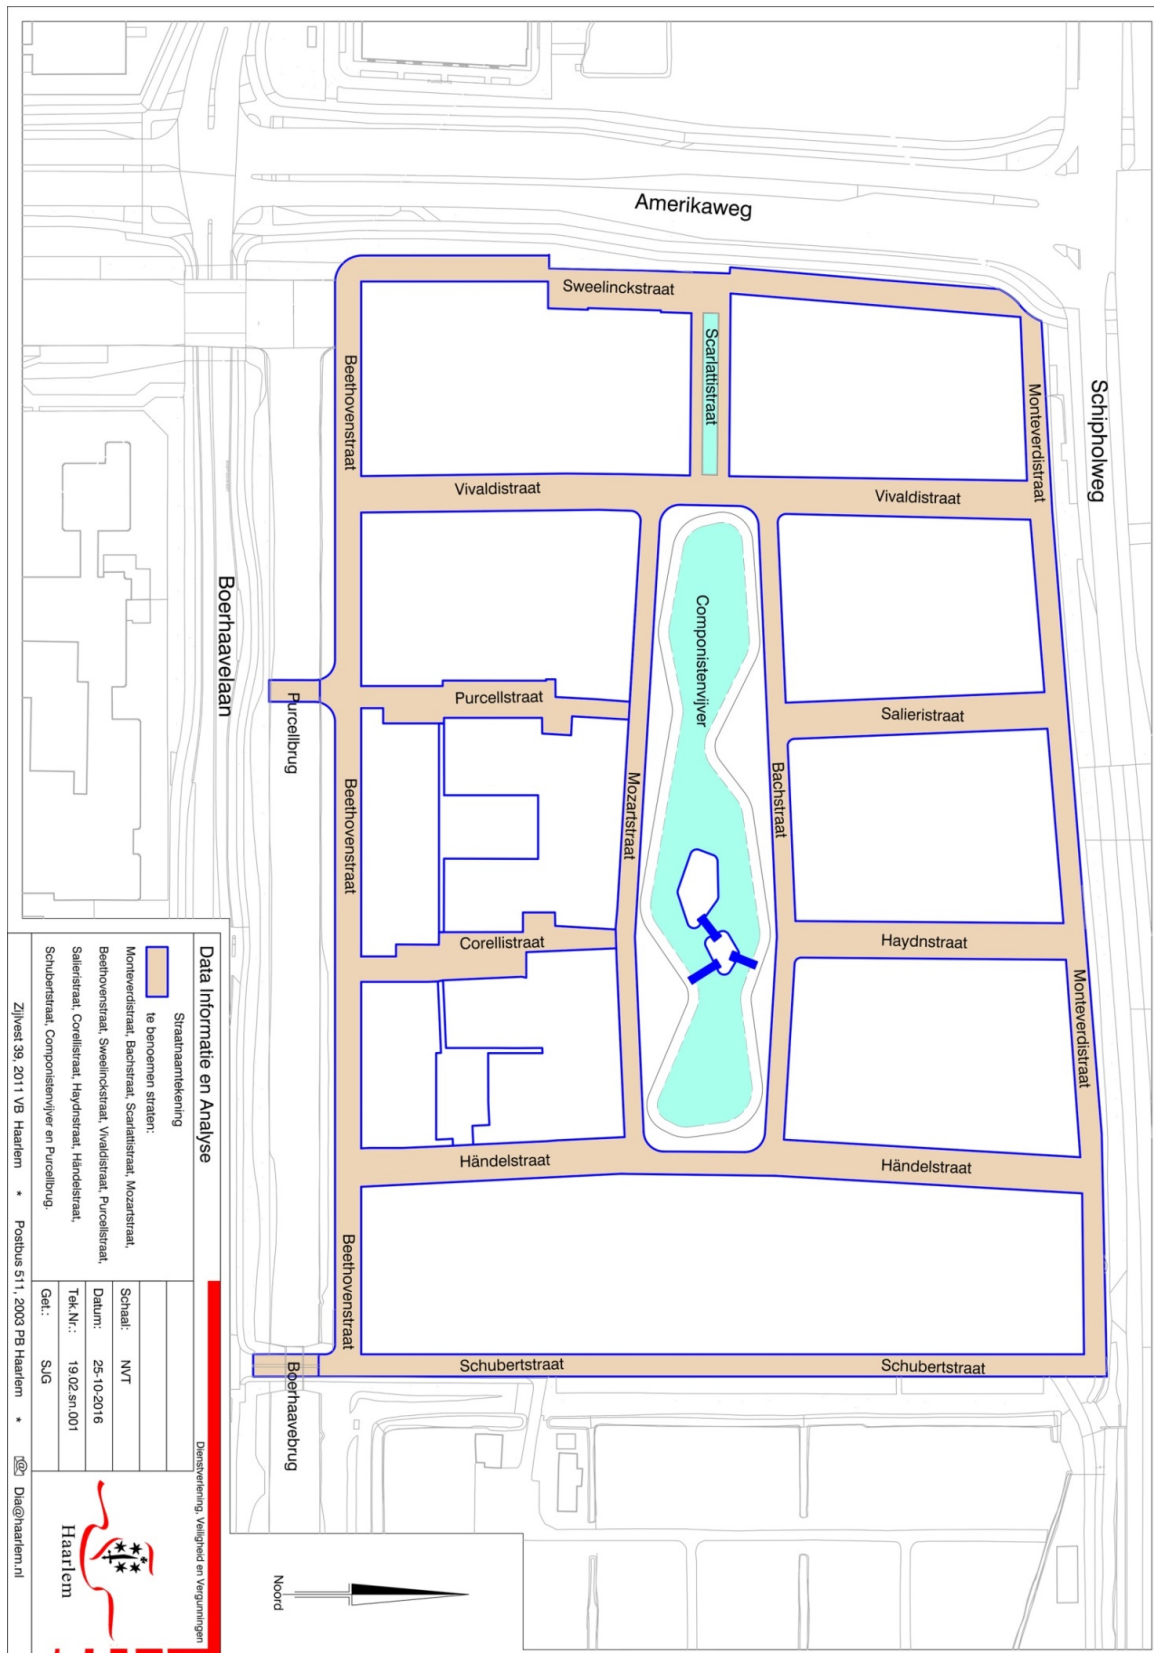 Amerikaweg
Schipholweg
Sweelinckstraat
Scarlattistraat
Beethovenstraat
Monteverdistraat
Vivaldistraat
Vivaldistraat
Componistenvijver
Boerhaavelaan
Purcellbrug
Purcellstraat
Salieristraat
Mozartstraat
Bachstraat
Beethovenstraat
Corellistraat
Haydnstraat
Monteverdistraat
Händelstraat
Händelstraat
Beethovenstraat
Schubertstraat
Schubertstraat
Boerhaavebrug
Noord
Dienstverlening, Veiligheid en Vergunningen
Data Informatie en Analyse
Straatnaamtekening
te benoemen straten:
Monteverdistraat, Bachstraat, Scarlattistraat, Mozartstraat,
Beethovenstraat, Sweelinckstraat, Vivaldistraat, Purcellstraat,
Salieristraat, Corellistraat, Haydnstraat, Händelstraat,
Schubertstraat, Componistenvijver en Purcellbrug.
Schaal: NVT
Datum: 25-10-2016
Tek.Nr.: 19.02.sn.001
Get.: SJG
Haarlem
Zijlvest 39, 2011 VB Haarlem * Postbus 511, 2003 PB Haarlem * @ Dia@haarlem.nl